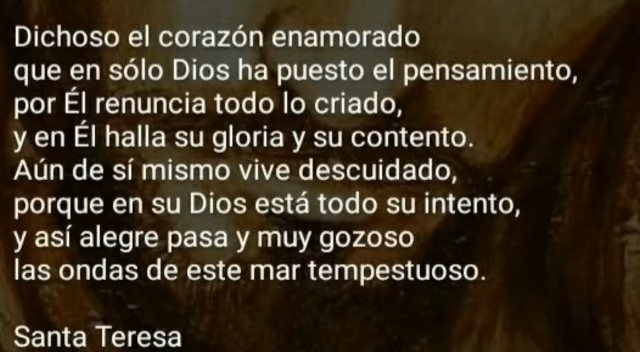 Dichoso el corazón enamorado
que en sólo Dios ha puesto el pensamiento,
por Él renuncia todo lo criado,
y en Él halla su gloria y su contento.
Aún de sí mismo vive descuidado,
porque en su Dios está todo su intento,
y así alegre pasa y muy gozoso
las ondas de este mar tempestuoso.
Santa Teresa